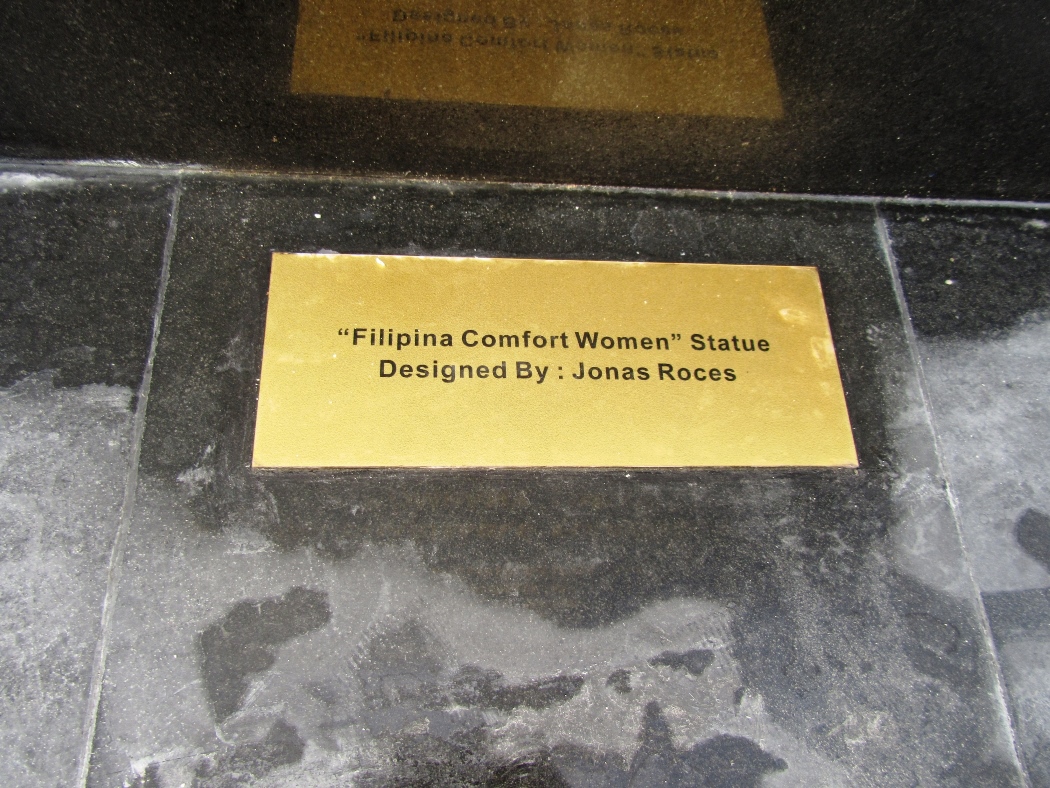 “Filipina Comfort Women” Statue
Designed By : Jonas Roces